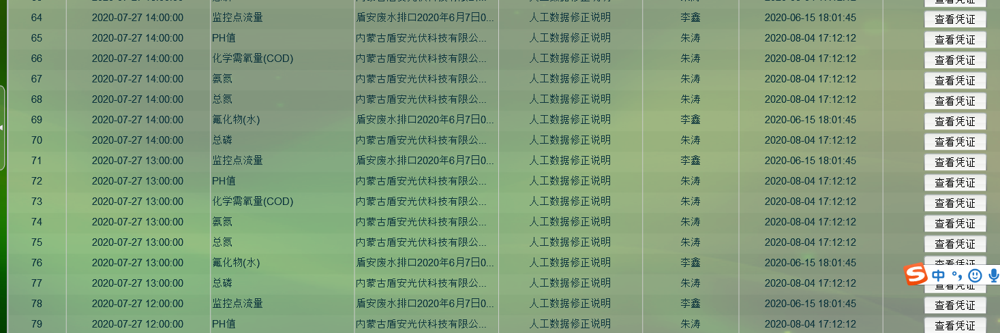 64 2020-07-27 14:00:00 监控点流量 盾安废水排口2020年6月7日0... 人工数据修正说明 李鑫 2020-06-15 18:01:45 查看凭证
65 2020-07-27 14:00:00 PH值 内蒙古盾安光伏科技有限公... 人工数据修正说明 朱涛 2020-08-04 17:12:12 查看凭证
66 2020-07-27 14:00:00 化学需氧量(COD) 内蒙古盾安光伏科技有限公... 人工数据修正说明 朱涛 2020-08-04 17:12:12 查看凭证
67 2020-07-27 14:00:00 氨氮 内蒙古盾安光伏科技有限公... 人工数据修正说明 朱涛 2020-08-04 17:12:12 查看凭证
68 2020-07-27 14:00:00 总氮 内蒙古盾安光伏科技有限公... 人工数据修正说明 朱涛 2020-08-04 17:12:12 查看凭证
69 2020-07-27 14:00:00 氟化物(水) 盾安废水排口2020年6月7日0... 人工数据修正说明 李鑫 2020-06-15 18:01:45 查看凭证
70 2020-07-27 14:00:00 总磷 内蒙古盾安光伏科技有限公... 人工数据修正说明 朱涛 2020-08-04 17:12:12 查看凭证
71 2020-07-27 13:00:00 监控点流量 盾安废水排口2020年6月7日0... 人工数据修正说明 李鑫 2020-06-15 18:01:45 查看凭证
72 2020-07-27 13:00:00 PH值 内蒙古盾安光伏科技有限公... 人工数据修正说明 朱涛 2020-08-04 17:12:12 查看凭证
73 2020-07-27 13:00:00 化学需氧量(COD) 内蒙古盾安光伏科技有限公... 人工数据修正说明 朱涛 2020-08-04 17:12:12 查看凭证
74 2020-07-27 13:00:00 氨氮 内蒙古盾安光伏科技有限公... 人工数据修正说明 朱涛 2020-08-04 17:12:12 查看凭证
75 2020-07-27 13:00:00 总氮 内蒙古盾安光伏科技有限公... 人工数据修正说明 朱涛 2020-08-04 17:12:12 查看凭证
76 2020-07-27 13:00:00 氟化物(水) 盾安废水排口2020年6月7日0... 人工数据修正说明 李鑫 2020-06-15 18:01:45 查看凭证
S 中 °,
77 2020-07-27 13:00:00 总磷 内蒙古盾安光伏科技有限公... 人工数据修正说明 朱涛 2020-08-04 17:12:12 查看凭证
78 2020-07-27 12:00:00 监控点流量 盾安废水排口2020年6月7日0... 人工数据修正说明 李鑫 2020-06-15 18:01:45 查看凭证
79 2020-07-27 12:00:00 PH值 内蒙古盾安光伏科技有限公... 人工数据修正说明 朱涛 2020-08-04 17:12:12 查看凭证